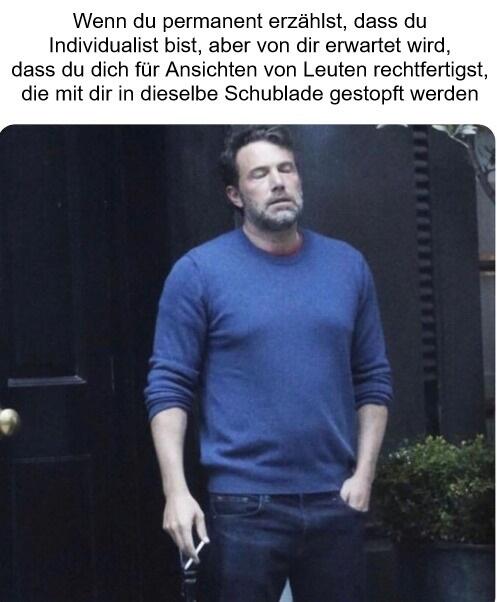 Wenn du permanent erzählst, dass du
Individualist bist, aber von dir erwartet wird,
dass du dich für Ansichten von Leuten rechtfertigst,
die mit dir in dieselbe Schublade gestopft werden